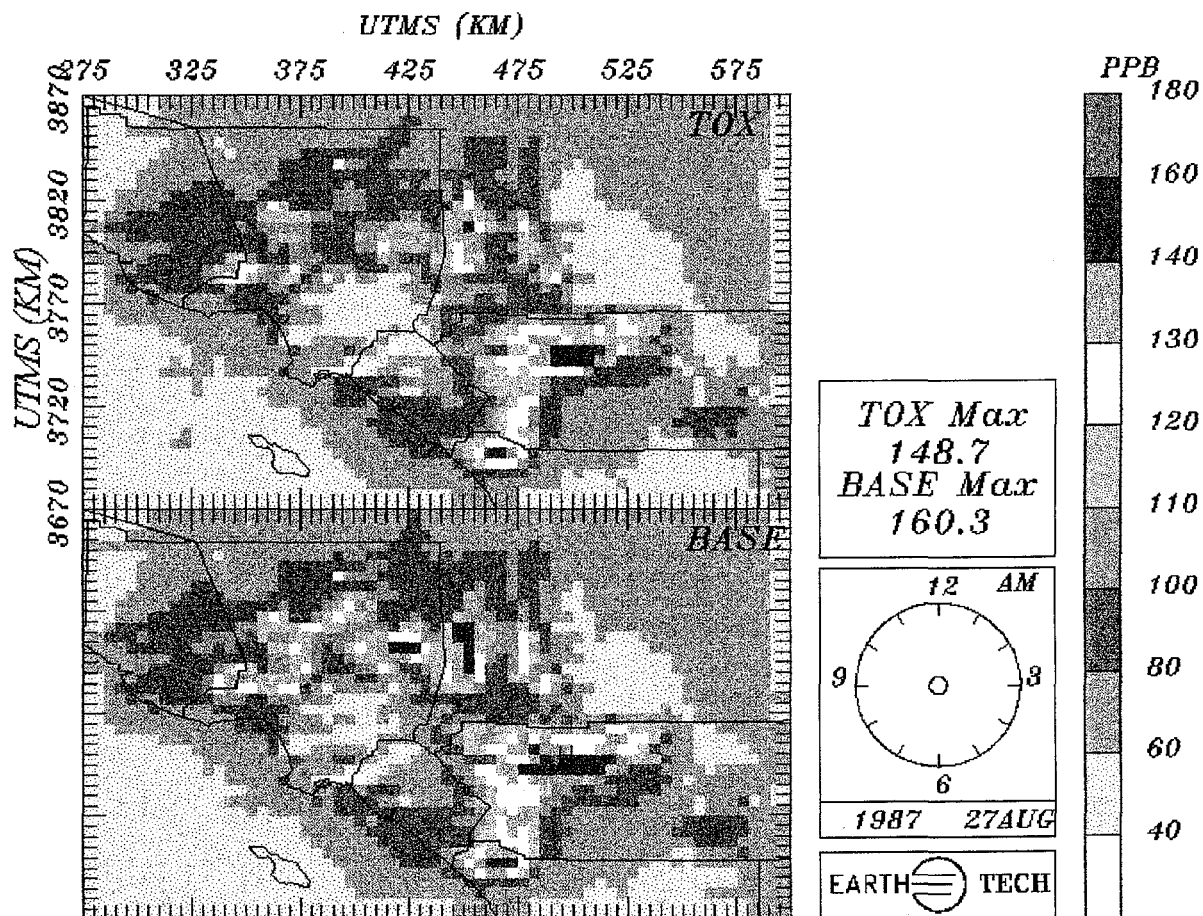 UTMS (KM)
275 325 375 425 475 525 575
UTMS (KM)
3870
3820
3770
3720
3670
TOX
BASE
PPB
180
160
140
130
120
110
100
80
60
40
TOX Max
148.7
BASE Max
160.3
12 AM
9 3
6
1987 27AUG
EARTH TECH